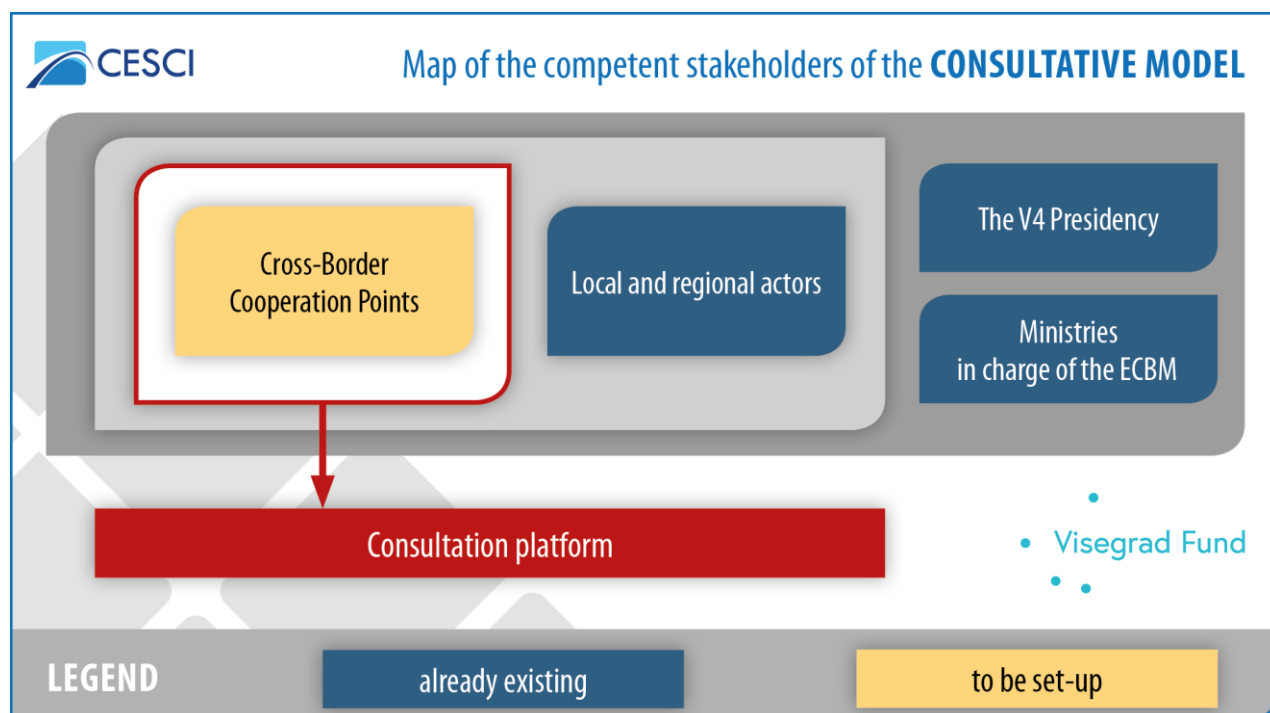 CESCI
Map of the competent stakeholders of the CONSULTATIVE MODEL
Cross-Border
Cooperation Points
Local and regional actors
The V4 Presidency
Ministries
in charge of the ECBM
Consultation platform
Visegrad Fund
LEGEND
already existing
to be set-up